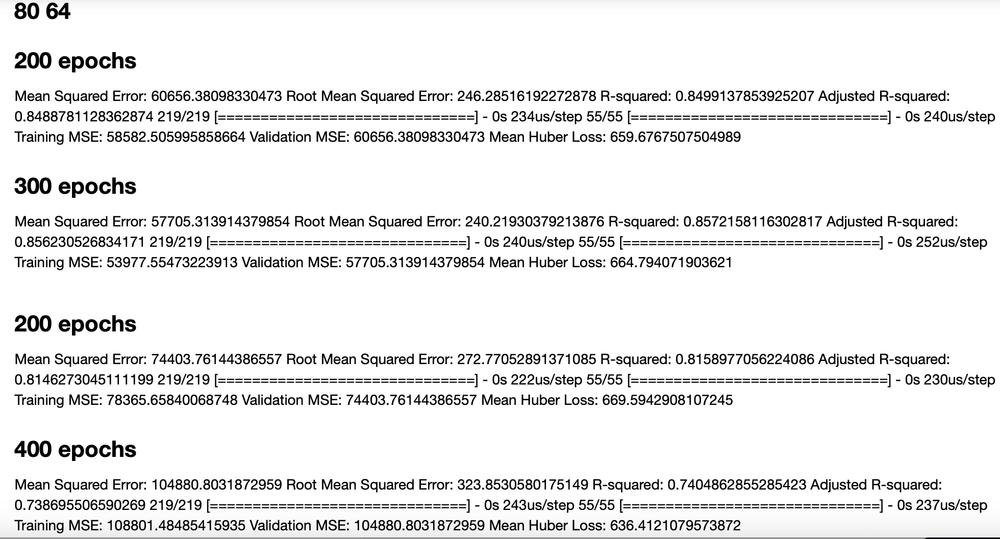 80 64
200 epochs
Mean Squared Error: 60656.38098330473 Root Mean Squared Error: 246.28516192272878 R-squared: 0.8499137853925207 Adjusted R-squared:
0.8488781128362874 219/219 [==============================] - 0s 234us/step 55/55 [==============================] - 0s 240us/step
Training MSE: 58582.505995858664 Validation MSE: 60656.38098330473 Mean Huber Loss: 659.6767507504989
300 epochs
Mean Squared Error: 57705.313914379854 Root Mean Squared Error: 240.21930379213876 R-squared: 0.8572158116302817 Adjusted R-squared:
0.856230526834171 219/219 [==============================] - 0s 240us/step 55/55 [==============================] - 0s 252us/step
Training MSE: 53977.55473223913 Validation MSE: 57705.313914379854 Mean Huber Loss: 664.794071903621
200 epochs
Mean Squared Error: 74403.76144386557 Root Mean Squared Error: 272.77052891371085 R-squared: 0.8158977056224086 Adjusted R-squared:
0.8146273045111199 219/219 [==============================] - 0s 222us/step 55/55 [==============================] - 0s 230us/step
Training MSE: 78365.65840068748 Validation MSE: 74403.76144386557 Mean Huber Loss: 669.5942908107245
400 epochs
Mean Squared Error: 104880.8031872959 Root Mean Squared Error: 323.8530580175149 R-squared: 0.7404862855285423 Adjusted R-squared:
0.738695506590269 219/219 [==============================] - 0s 243us/step 55/55 [==============================] - 0s 237us/step
Training MSE: 108801.48485415935 Validation MSE: 104880.8031872959 Mean Huber Loss: 636.4121079573872